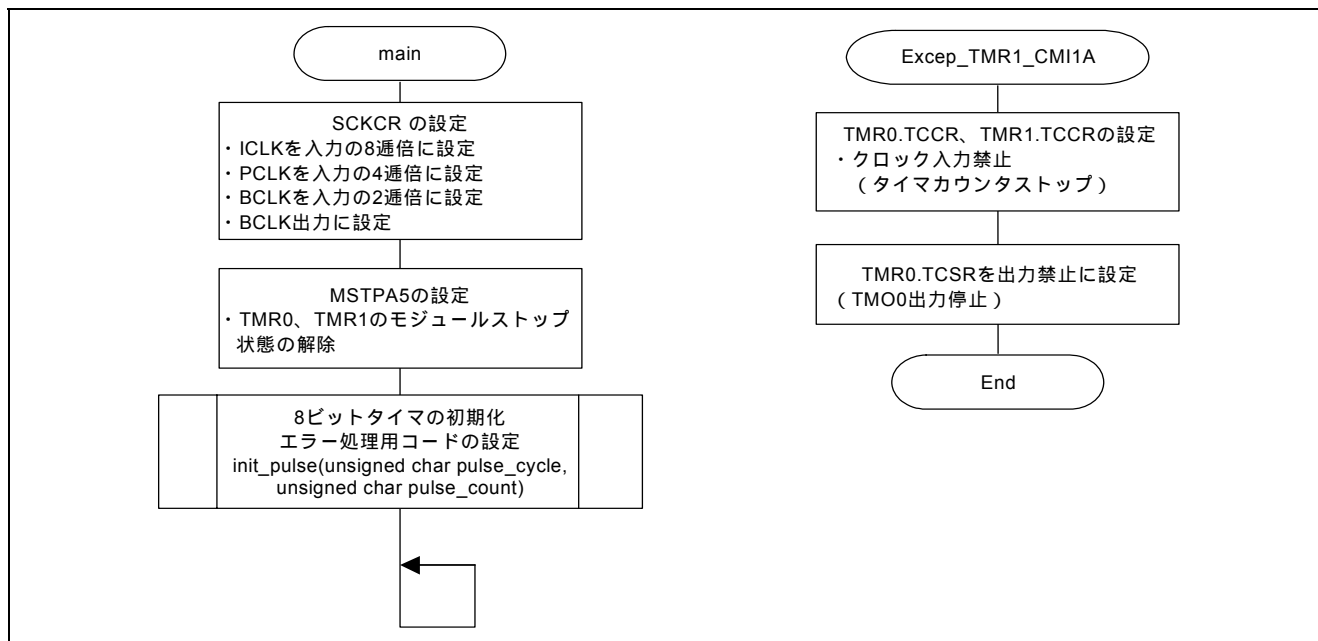 main
SCKCR の設定
・ICLKを入力の8逓倍に設定
・PCLKを入力の4逓倍に設定
・BCLKを入力の2逓倍に設定
・BCLK出力に設定
MSTPA5の設定
・TMR0、TMR1のモジュールストップ
状態の解除
8ビットタイマの初期化
エラー処理用コードの設定
init_pulse(unsigned char pulse_cycle,
unsigned char pulse_count)
Excep_TMR1_CMI1A
TMR0.TCCR、TMR1.TCCRの設定
・クロック入力禁止
（タイマカウンタストップ）
TMR0.TCSRを出力禁止に設定
（TMO0出力停止）
End